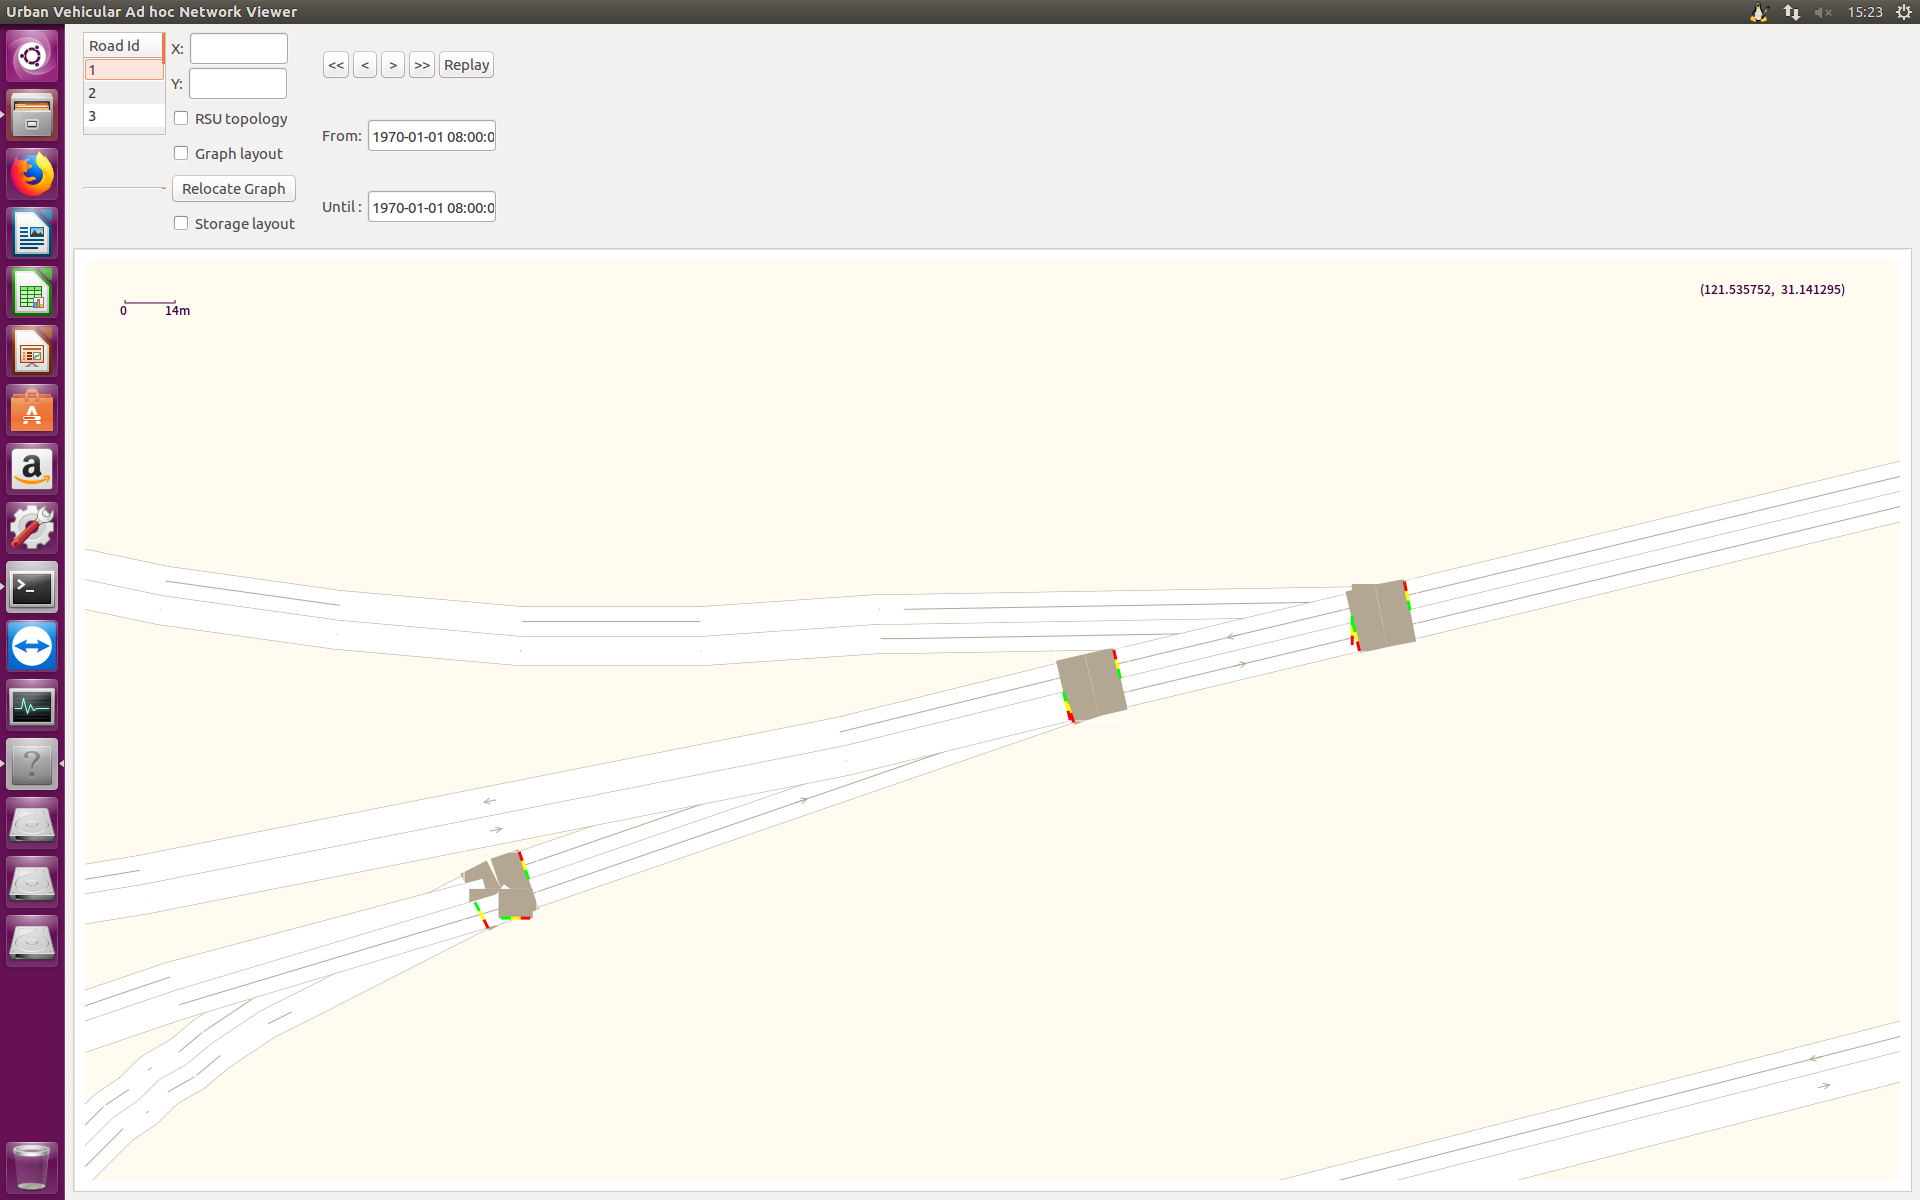 Urban Vehicular Ad hoc Network Viewer
15:23
Road Id
1
2
3
X:
Y:
RSU topology
Graph layout
Relocate Graph
Storage layout
<<
<
>
>>
Replay
From:
1970-01-01 08:00:0
Until :
1970-01-01 08:00:0
0
14m
(121.535752, 31.141295)